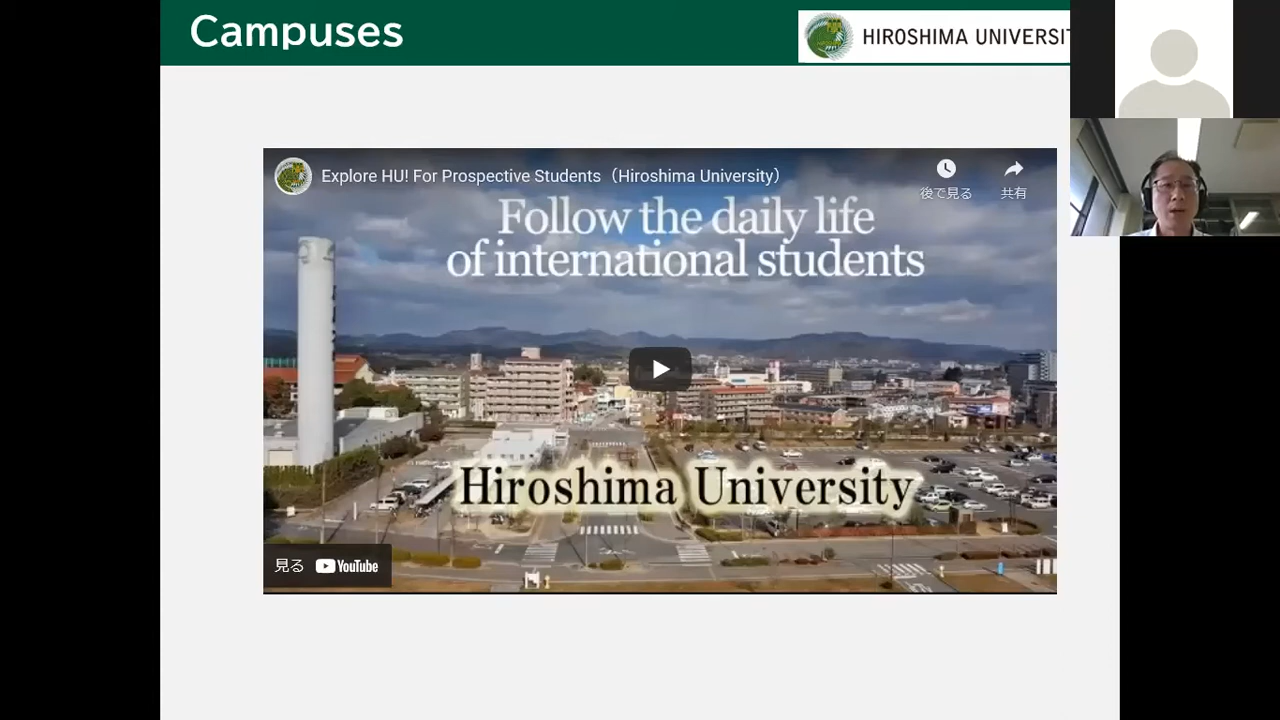 Campuses
HIROSHIMA UNIVERSIT
Explore HU! For Prospective Students（Hiroshima University）
後で見る
共有
Follow the daily life
of international students
Hiroshima University
見る YouTube